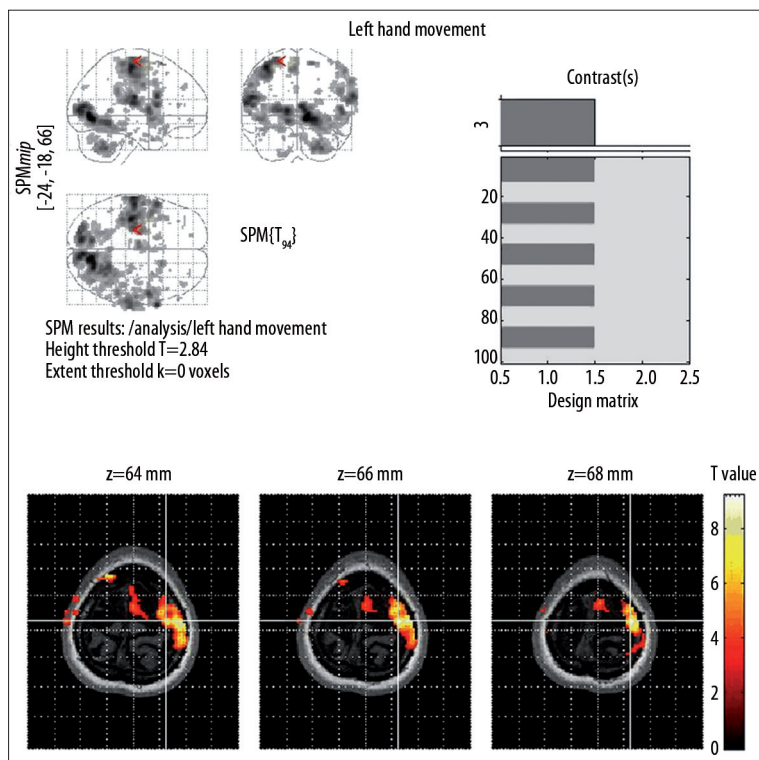 Left hand movement
SPMmip
[-24, -18, 66]
SPM{T94}
SPM results: /analysis/left hand movement
Height threshold T=2.84
Extent threshold k=0 voxels
Contrast(s)
3
20
40
60
80
100
0.5 1.0 1.5 2.0 2.5
Design matrix
z=64 mm z=66 mm z=68 mm T value
8
6
4
2
0